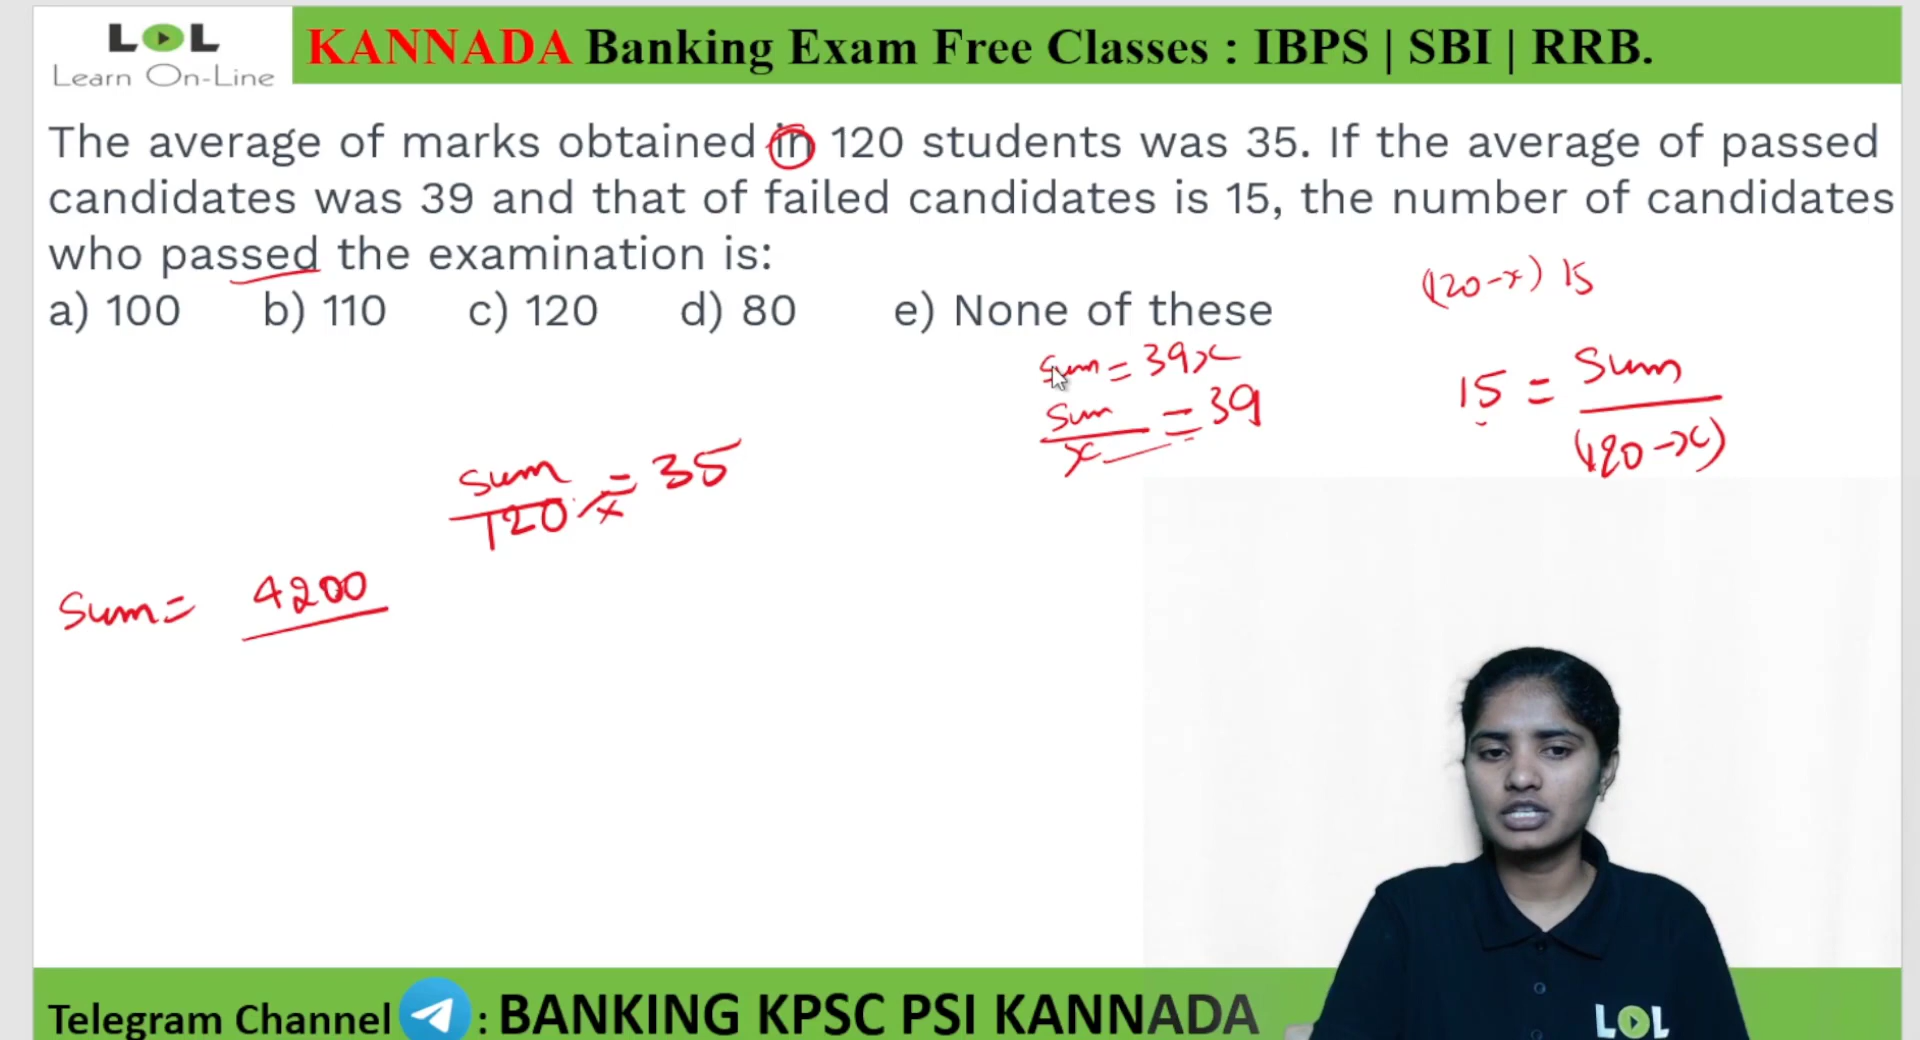 LOL
Learn On-Line
KANNADA Banking Exam Free Classes : IBPS | SBI | RRB.
The average of marks obtained in 120 students was 35. If the average of passed
candidates was 39 and that of failed candidates is 15, the number of candidates
who passed the examination is:
a) 100 b) 110 c) 120 d) 80 e) None of these
(120-x) 15
Sum = 39x
Sum/x = 39
15 = Sum/(120-x)
Sum/120 = 35
Sum = 4200
LOL
Telegram Channel : BANKING KPSC PSI KANNADA